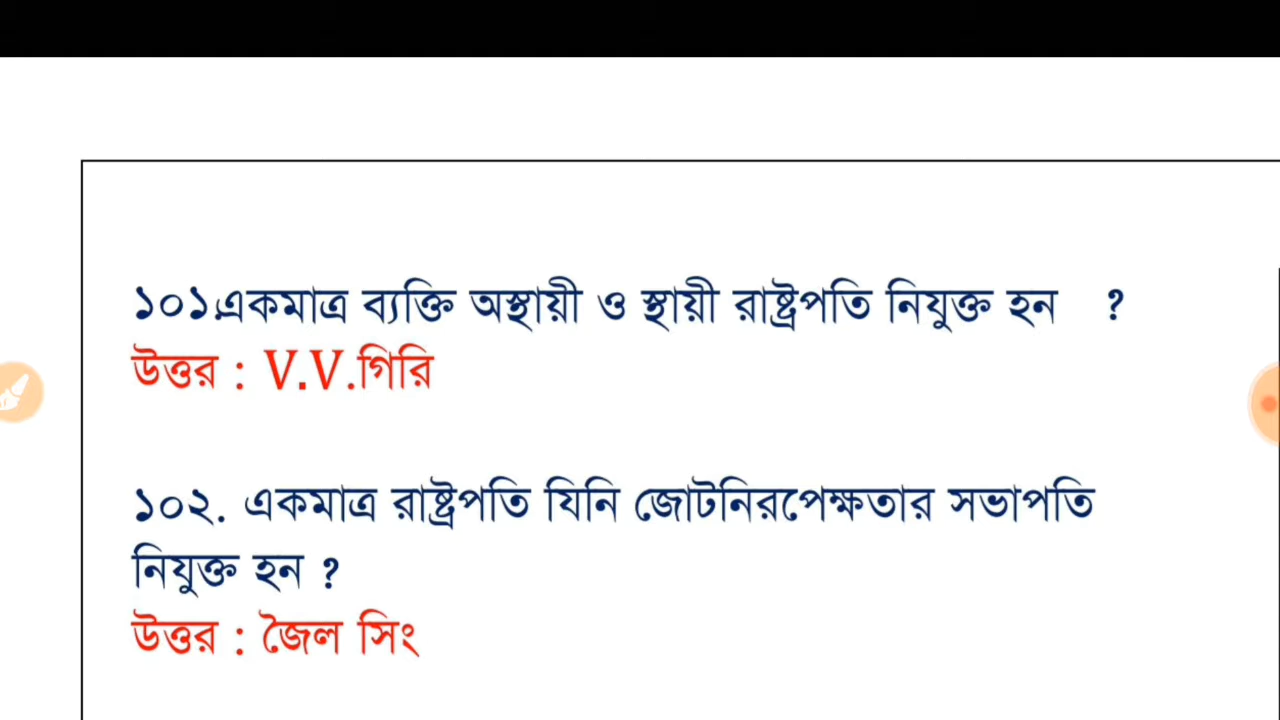 ১০১.একমাত্র ব্যক্তি অস্থায়ী ও স্থায়ী রাষ্ট্রপতি নিযুক্ত হন ?
উত্তর : V.V.গিরি
১০২. একমাত্র রাষ্ট্রপতি যিনি জোটনিরপেক্ষতার সভাপতি
নিযুক্ত হন ?
উত্তর : জৈল সিং